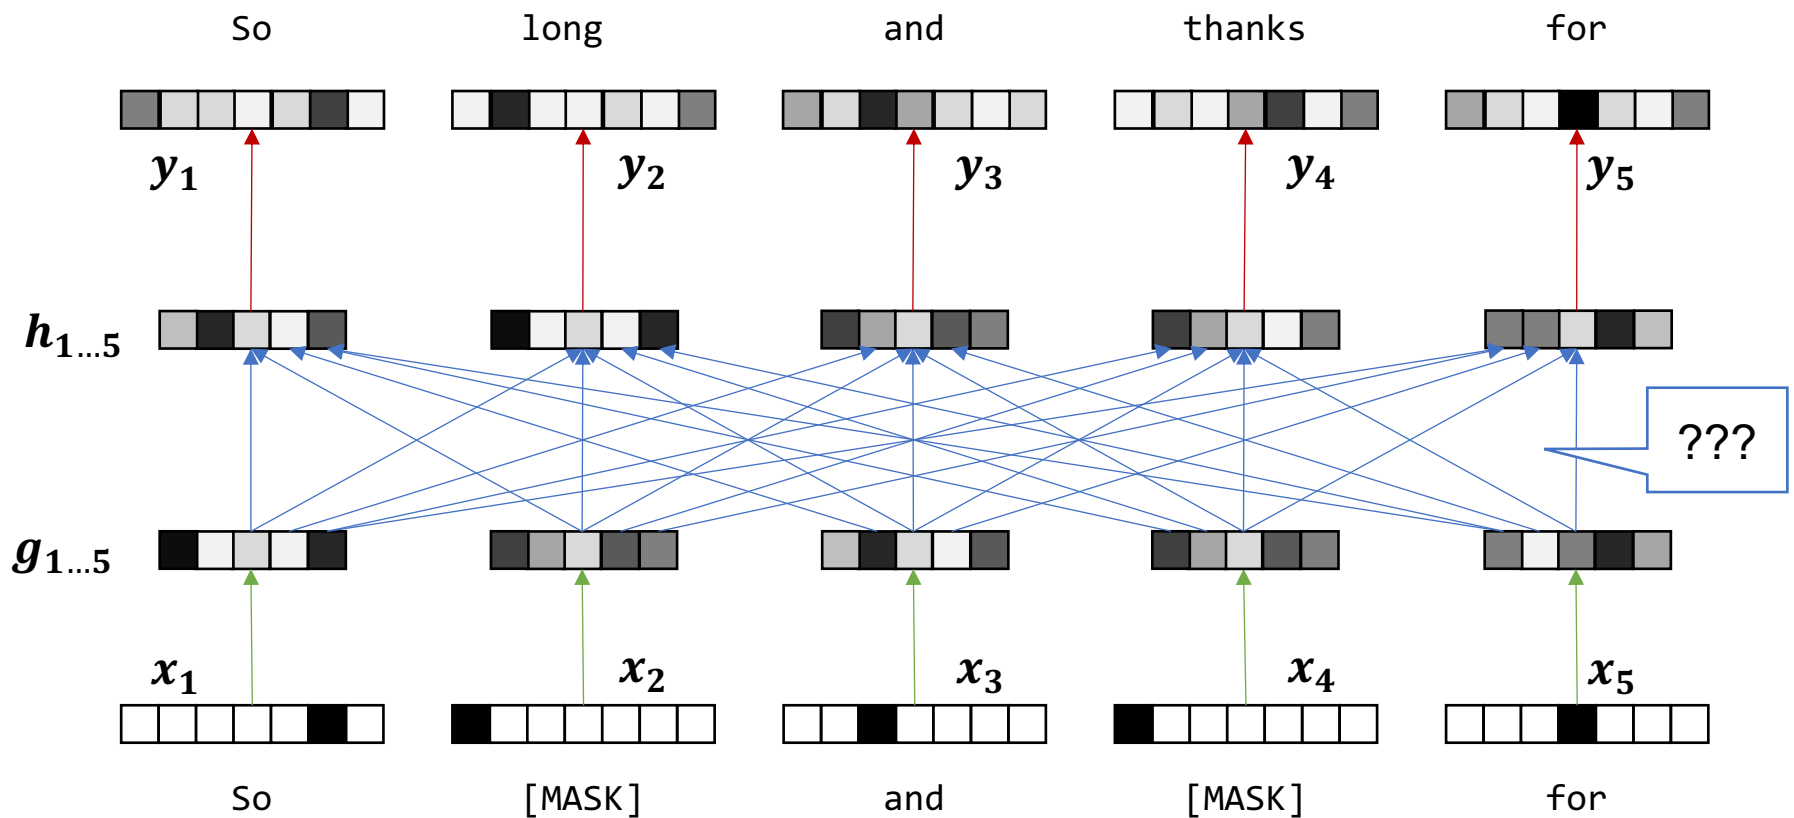 So long and thanks for
y1 y2 y3 y4 y5
h1...5
???
g1...5
x1 x2 x3 x4 x5
So [MASK] and [MASK] for